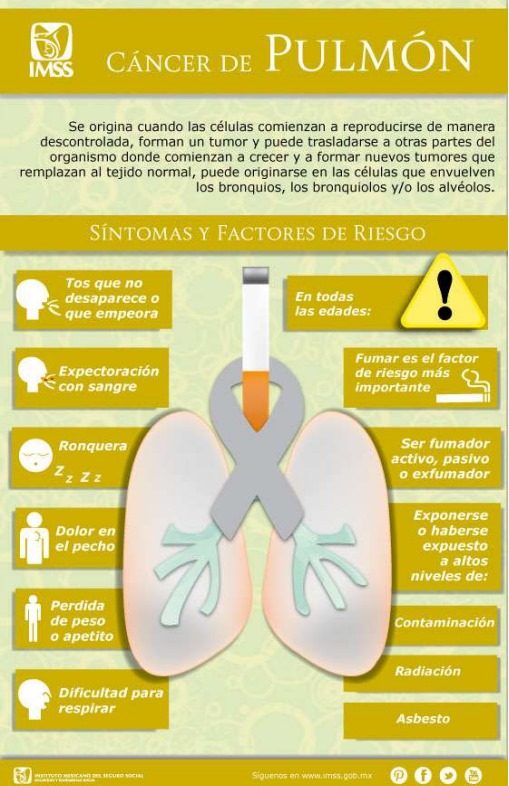 IMSS
CÁNCER DE PULMÓN
Se origina cuando las células comienzan a reproducirse de manera
descontrolada, forman un tumor y puede trasladarse a otras partes del
organismo donde comienzan a crecer y a formar nuevos tumores que
remplazan al tejido normal, puede originarse en las células que envuelven
los bronquios, los bronquiolos y/o los alvéolos.
SÍNTOMAS Y FACTORES DE RIESGO
Tos que no
desaparece o
que empeora
Expectoración
con sangre
Ronquera
Z z Z z
Dolor en
el pecho
Perdida
de peso
o apetito
Dificultad para
respirar
En todas
las edades:
!
Fumar es el factor
de riesgo más
importante
Ser fumador
activo, pasivo
o exfumador
Exponerse
o haberse
expuesto
a altos
niveles de:
Contaminación
Radiación
Asbesto
INSTITUTO MEXICANO DEL SEGURO SOCIAL
Síguenos en www.imss.gob.mx